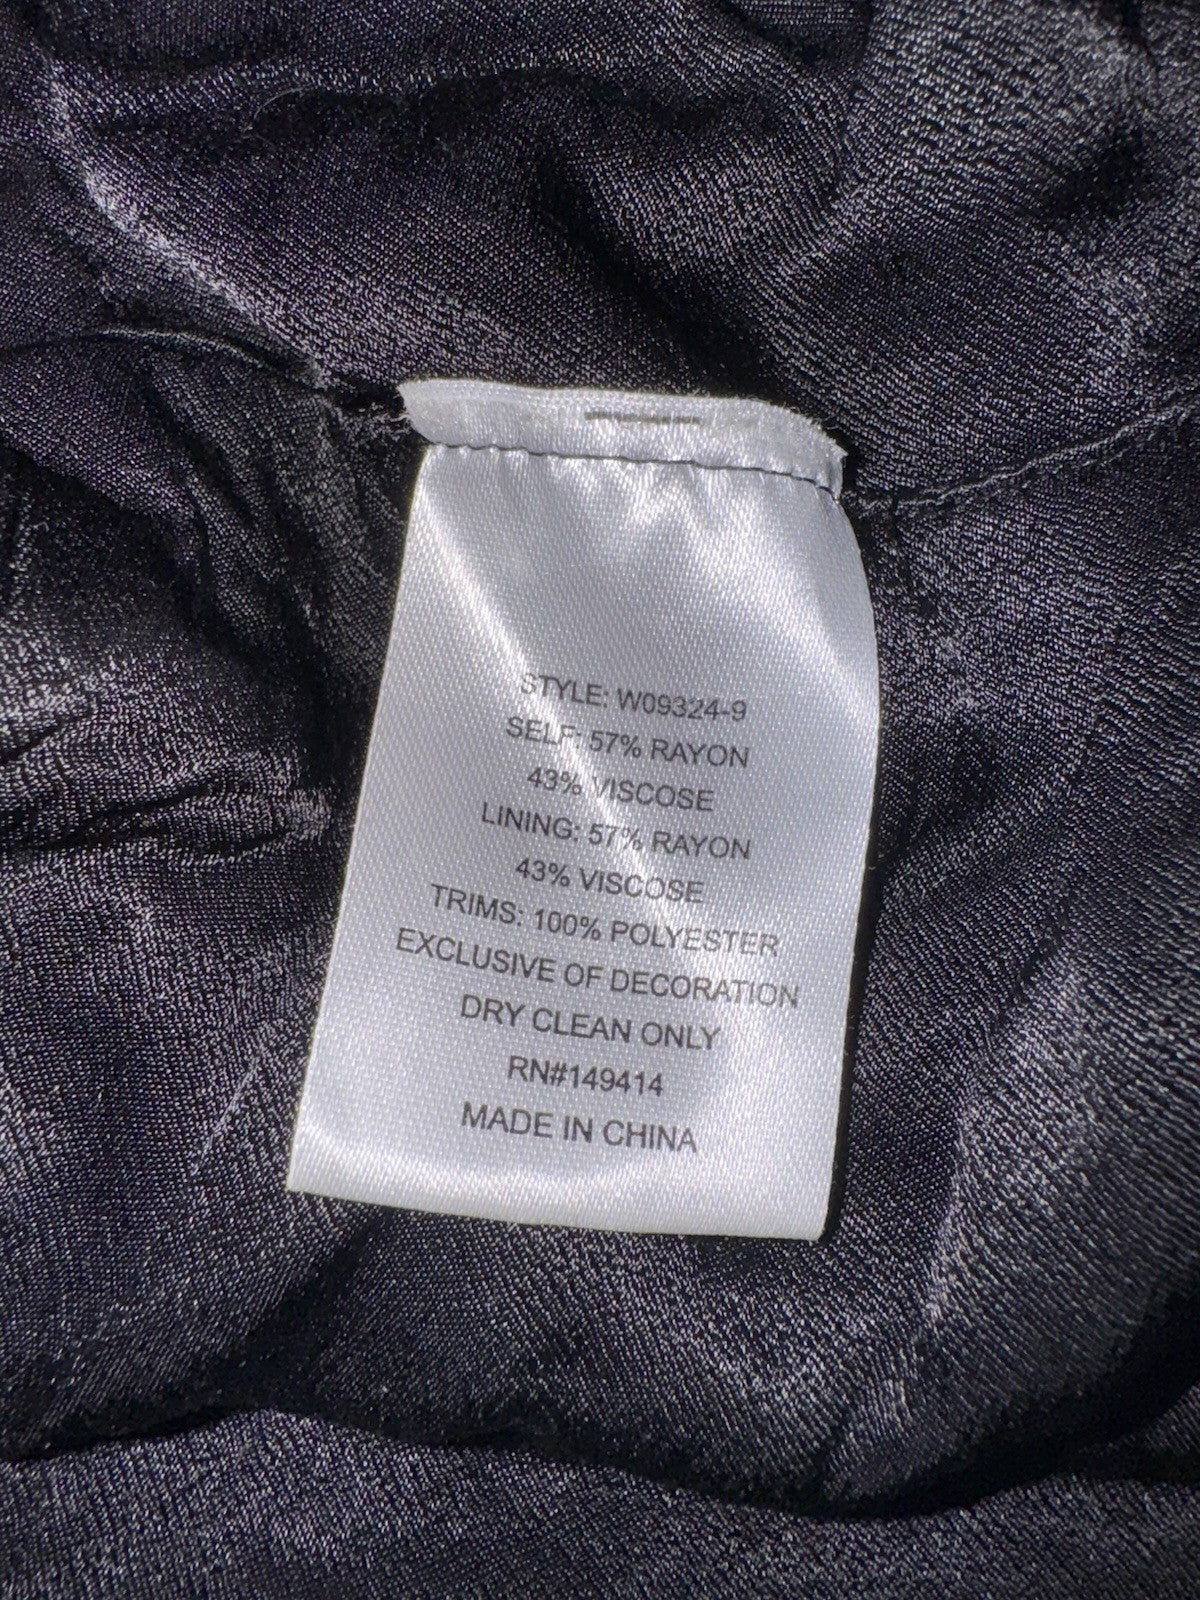 STYLE: W09324-9
SELF: 57% RAYON
43% VISCOSE
LINING: 57% RAYON
43% VISCOSE
TRIMS: 100% POLYESTER
EXCLUSIVE OF DECORATION
DRY CLEAN ONLY
RN#149414
MADE IN CHINA